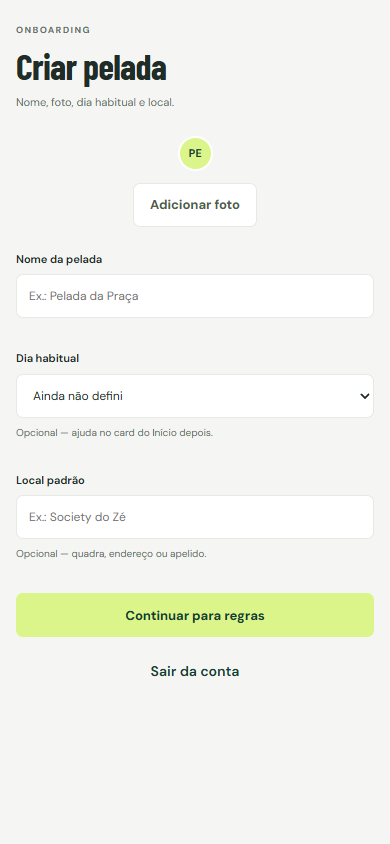 ONBOARDING
Criar pelada
Nome, foto, dia habitual e local.
PE
Adicionar foto
Nome da pelada
Ex.: Pelada da Praça
Dia habitual
Ainda não defini
Opcional — ajuda no card do Início depois.
Local padrão
Ex.: Society do Zé
Opcional — quadra, endereço ou apelido.
Continuar para regras
Sair da conta